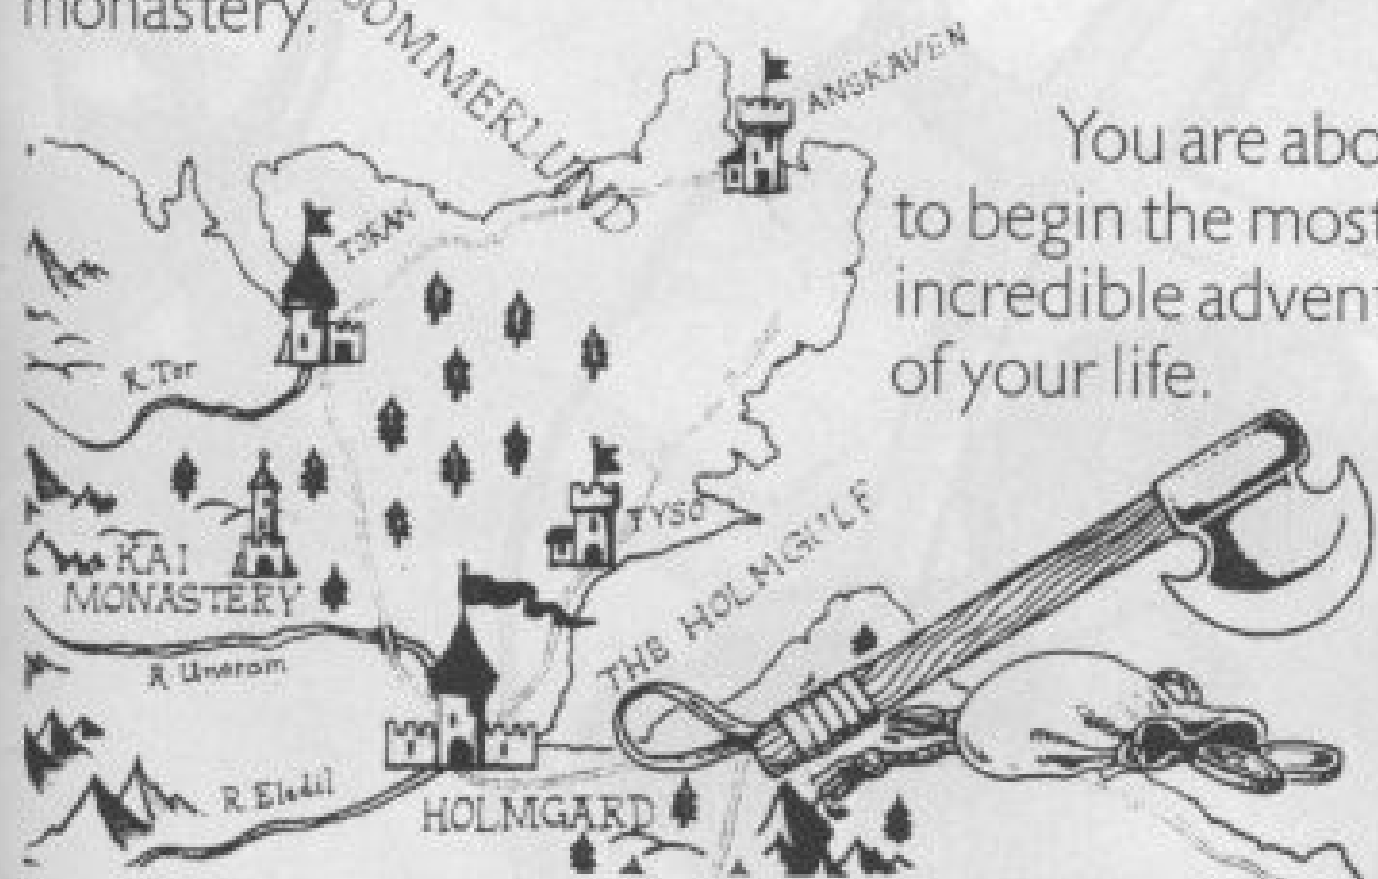 monastery.
SOMMERLUND
ANSKAVEN
You are abo
to begin the most
incredible advent
of your life.
TORAN
R. Tor
TYSO
KAI
MONASTERY
THE HOLMGULF
R. Unoram
R. Eledil
HOLMGARD